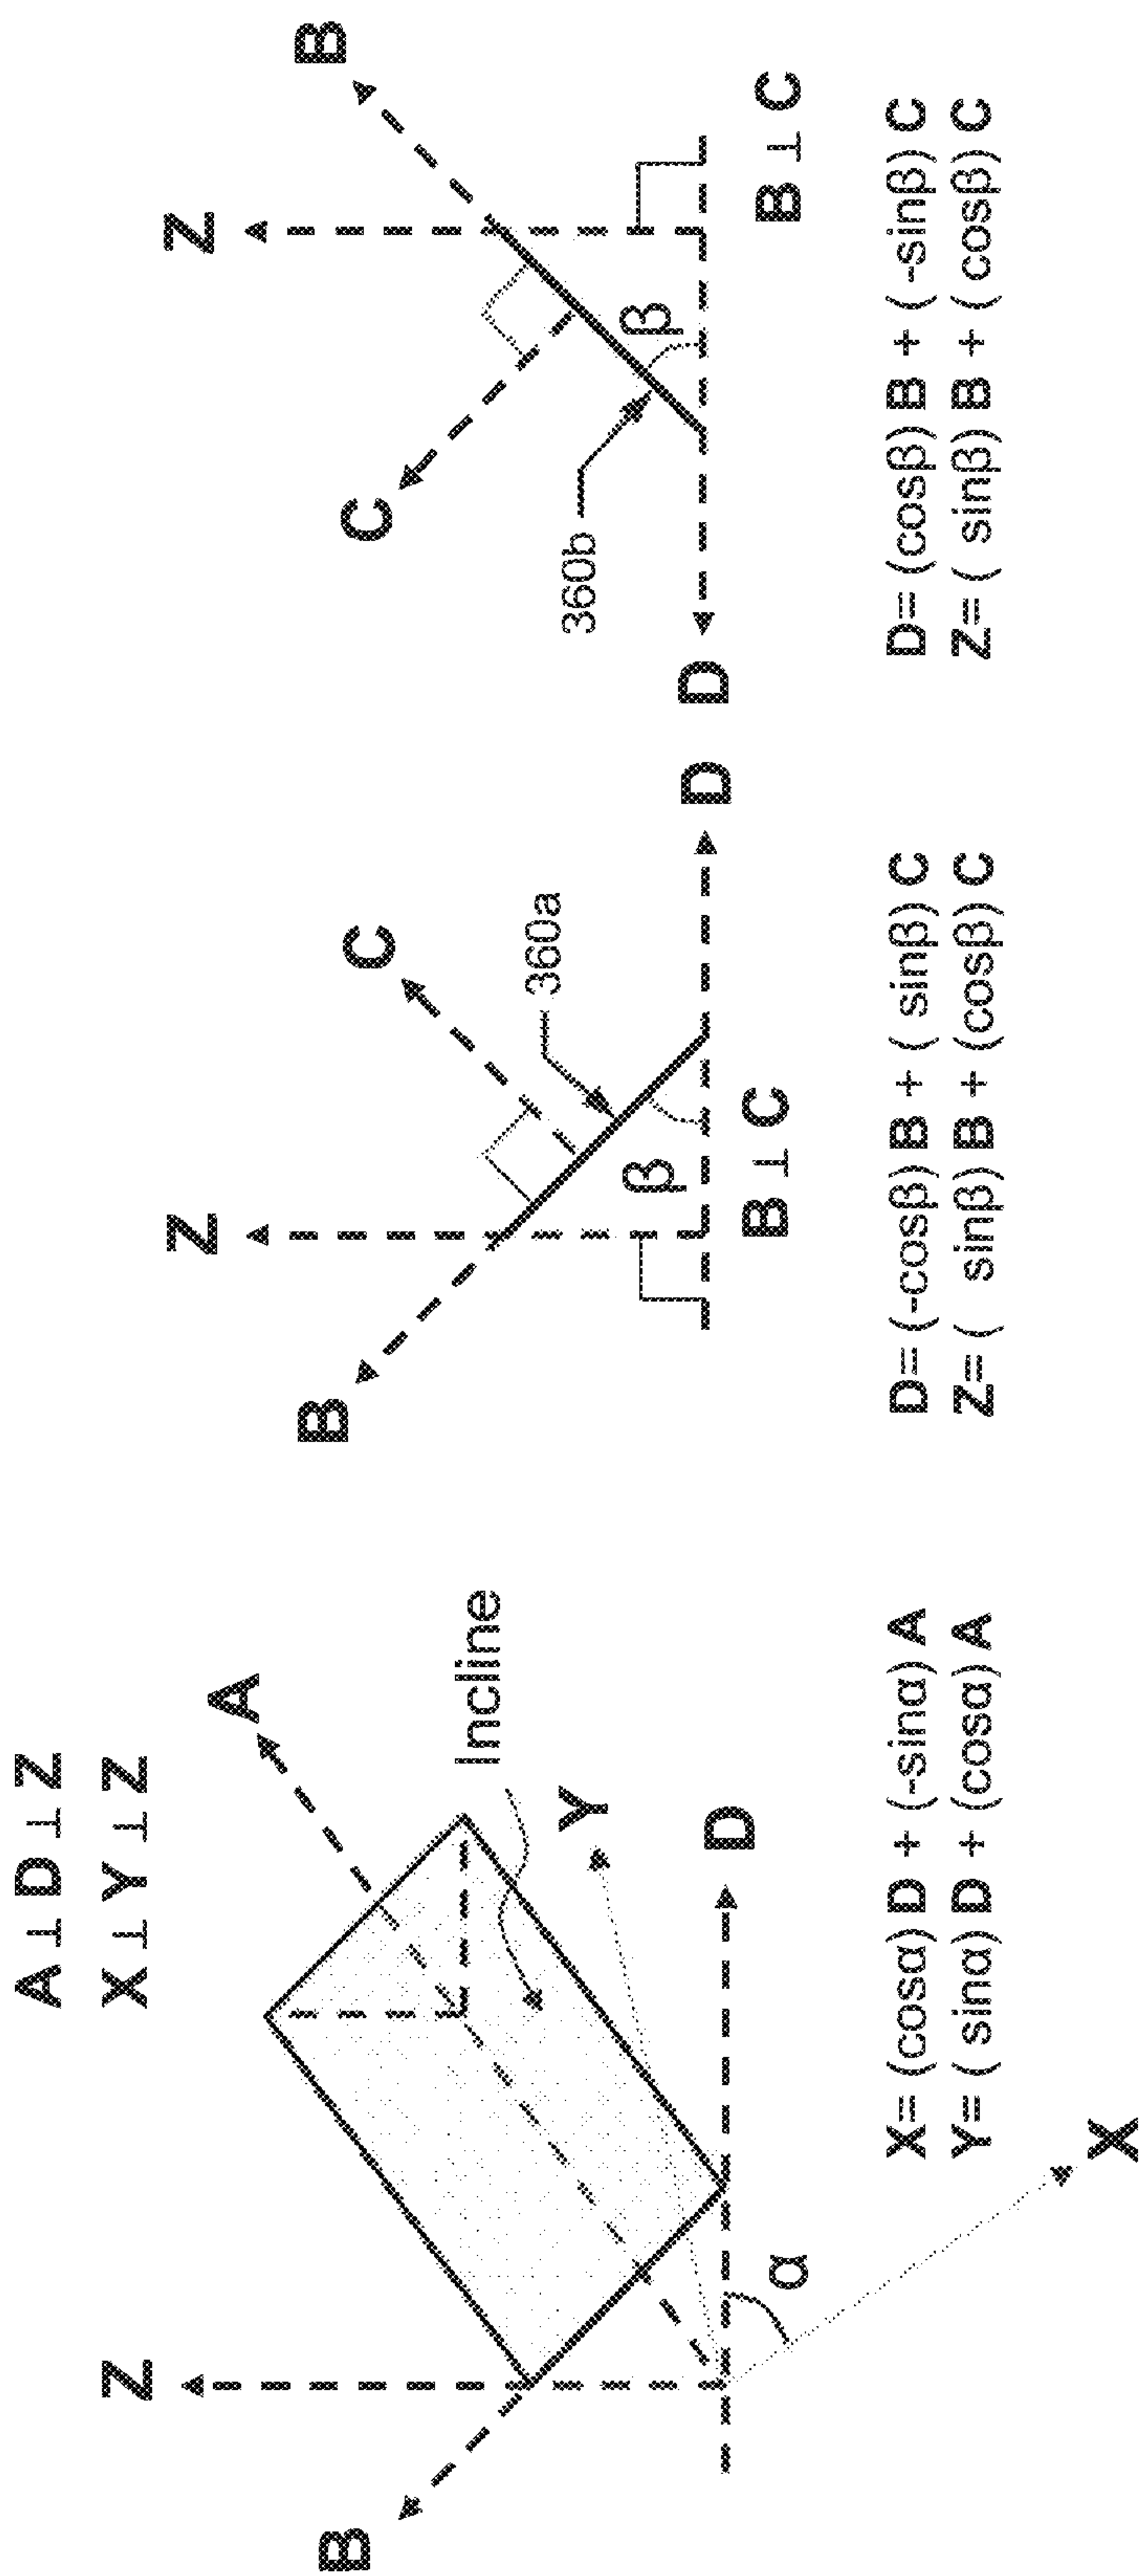 A ⊥ D ⊥ Z
X ⊥ Y ⊥ Z
Z
B
A
Incline
Y
D
α
X
X= (cosα) D + (-sinα) A
Y= ( sinα) D + (cosα) A
Z
B
C
360a
β
D
B ⊥ C
D= (-cosβ) B + ( sinβ) C
Z= ( sinβ) B + (cosβ) C
Z
B
C
360b
β
D
B ⊥ C
D= (cosβ) B + ( -sinβ) C
Z= ( sinβ) B + ( cosβ) C